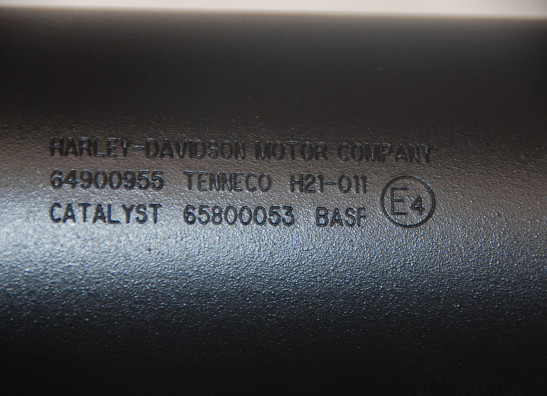 HARLEY-DAVIDSON MOTOR COMPANY
64900955 TENNECO H21-011
CATALYST 65800053 BASF E4